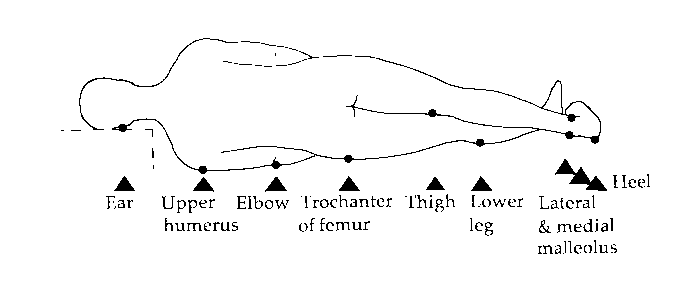 Ear Upper Elbow Trochanter Thigh Lower Lateral Heel
humerus of femur leg & medial
malleolus